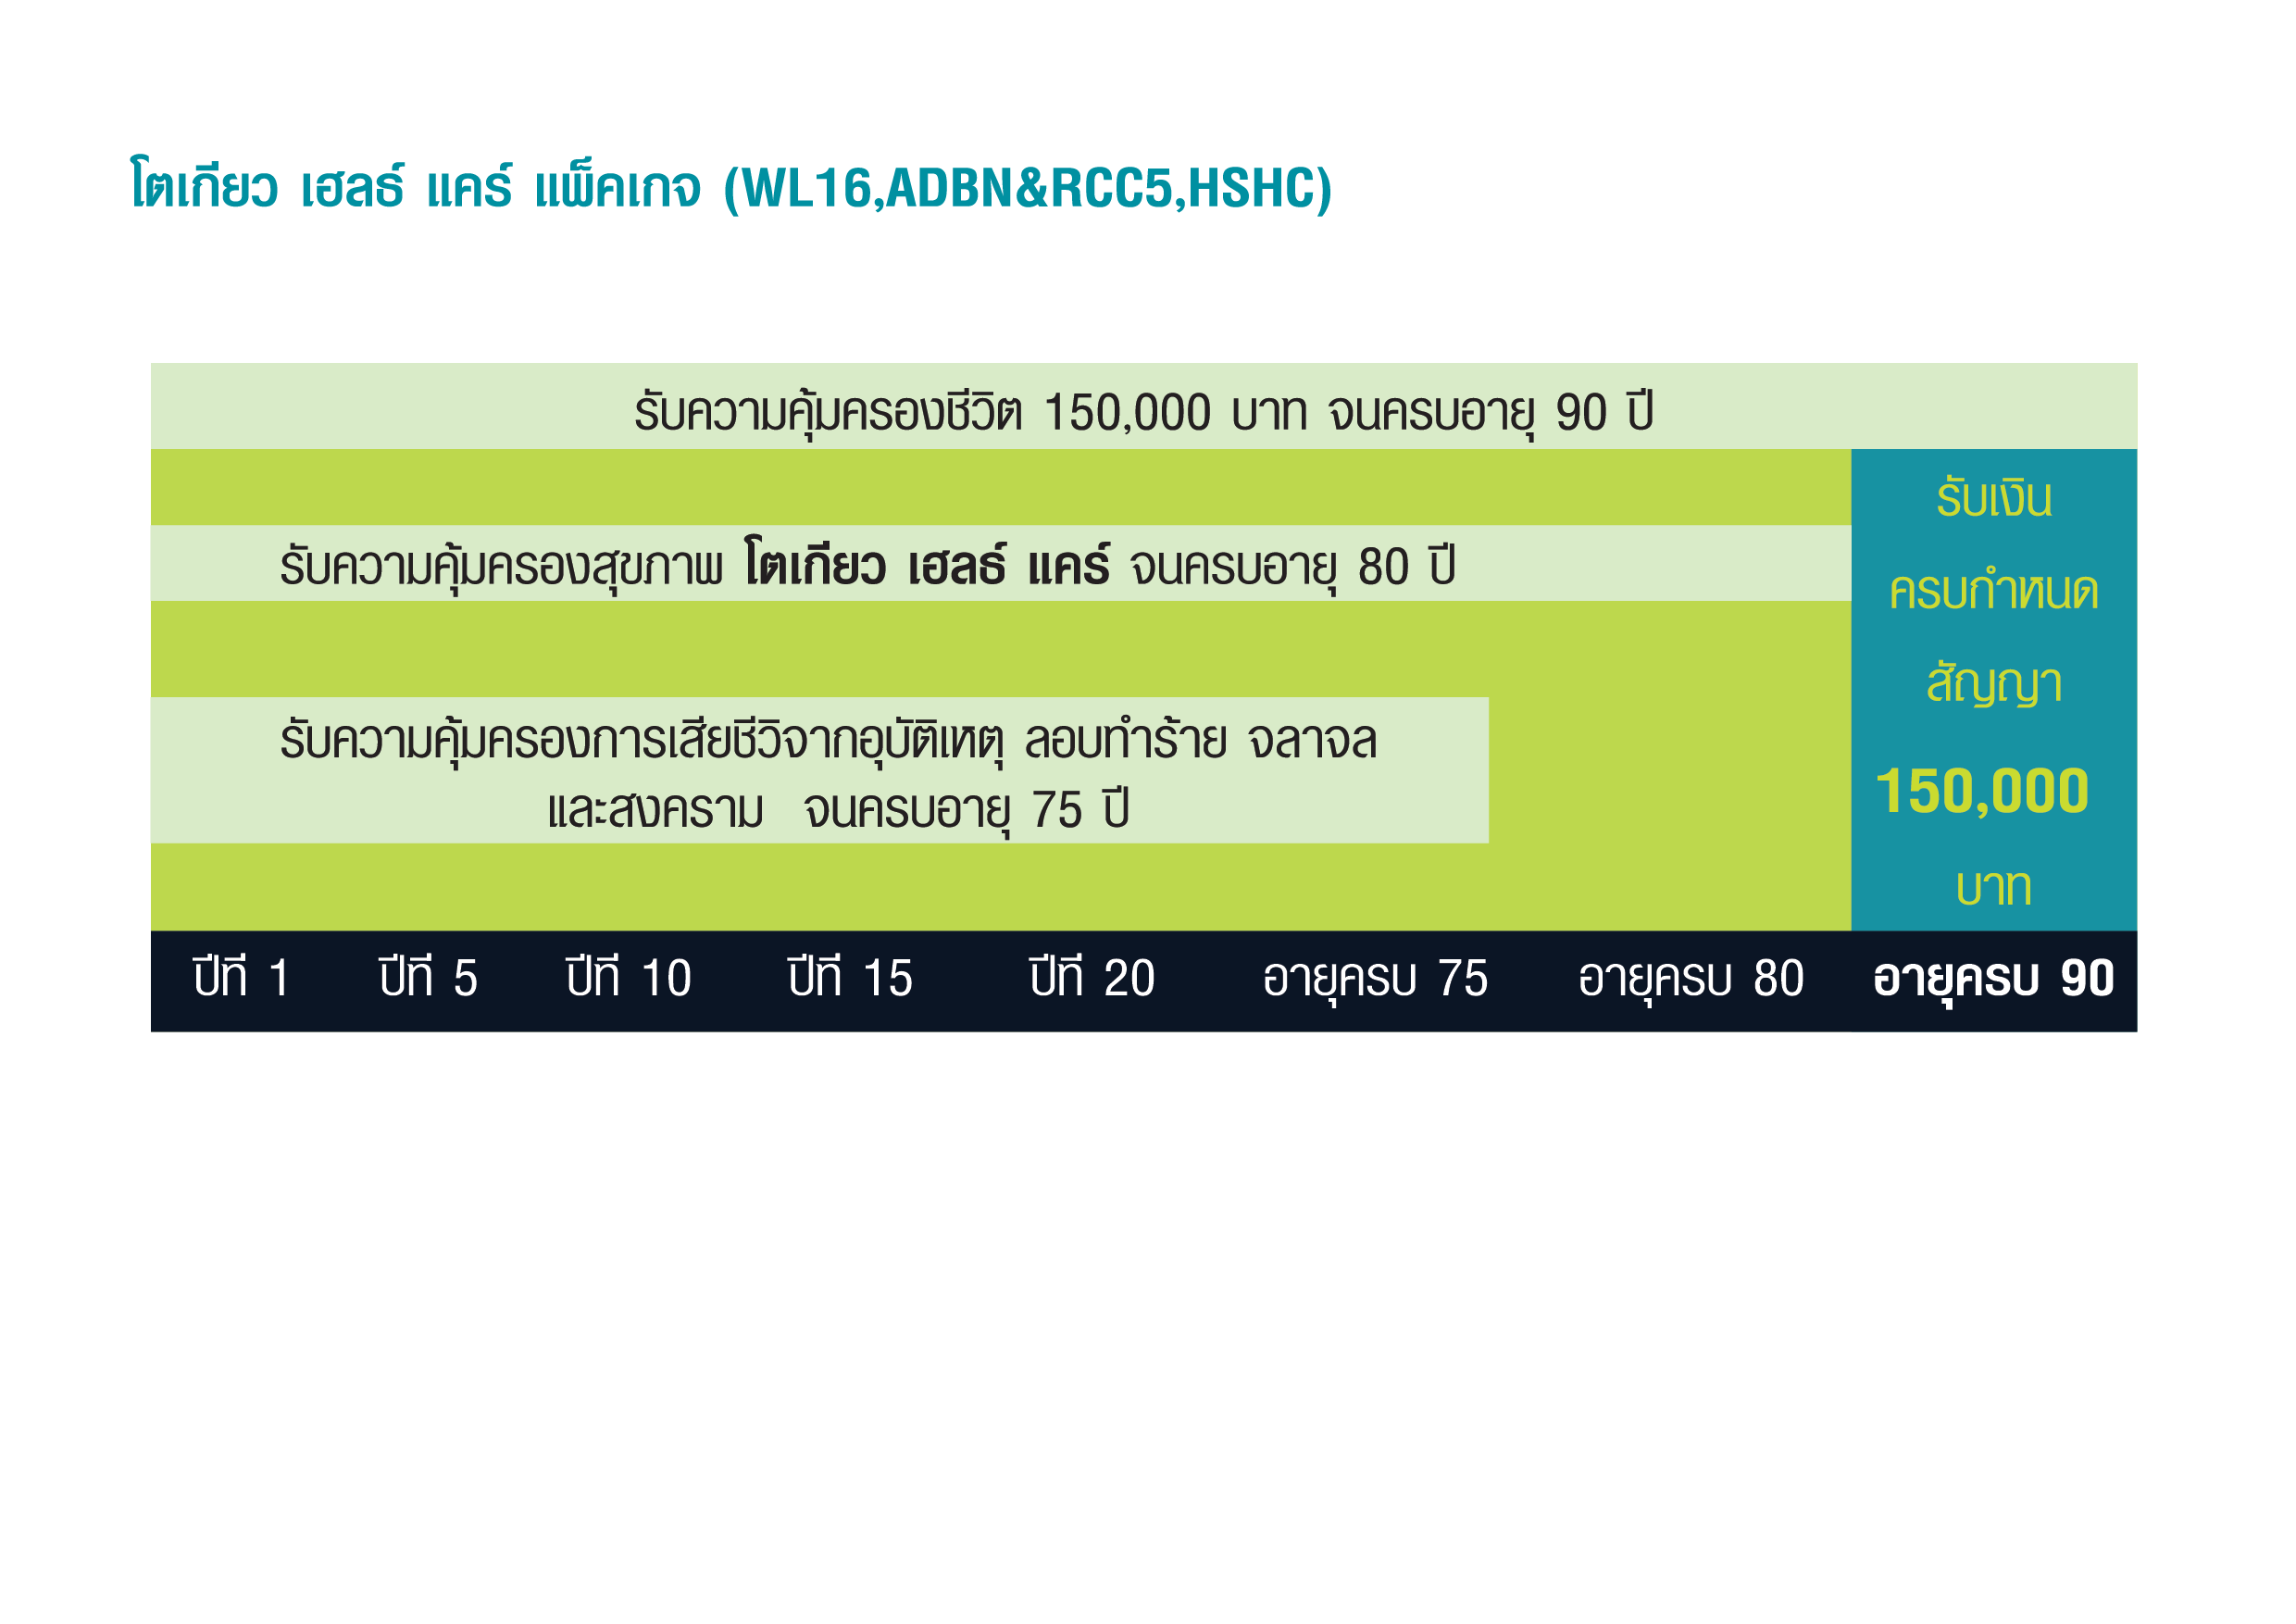 โตเกียว เฮลธ์ แคร์ แพ็คเกจ (WL16,ADBN&RCC5,HSHC)
รับความคุ้มครองชีวิต 150,000 บาท จนครบอายุ 90 ปี
รับความคุ้มครองสุขภาพ โตเกียว เฮลธ์ แคร์ จนครบอายุ 80 ปี
รับความคุ้มครองการเสียชีวิจากอุบัติเหตุ ลอบทำร้าย จลาจล
และสงคราม จนครบอายุ 75 ปี
รับเงิน
ครบกำหนด
สัญญา
150,000
บาท
ปีที่ 1 ปีที่ 5 ปีที่ 10 ปีที่ 15 ปีที่ 20 อายุครบ 75 อายุครบ 80 อายุครบ 90